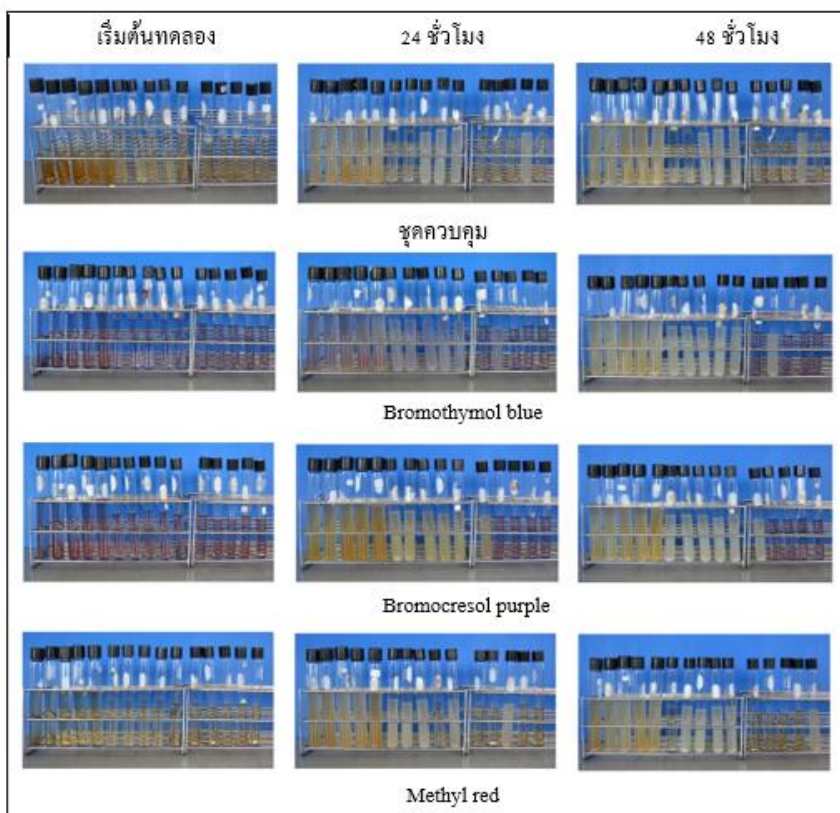 เริ่มต้นทดลอง 24 ชั่วโมง 48 ชั่วโมง
ชุดควบคุม
Bromothymol blue
Bromocresol purple
Methyl red